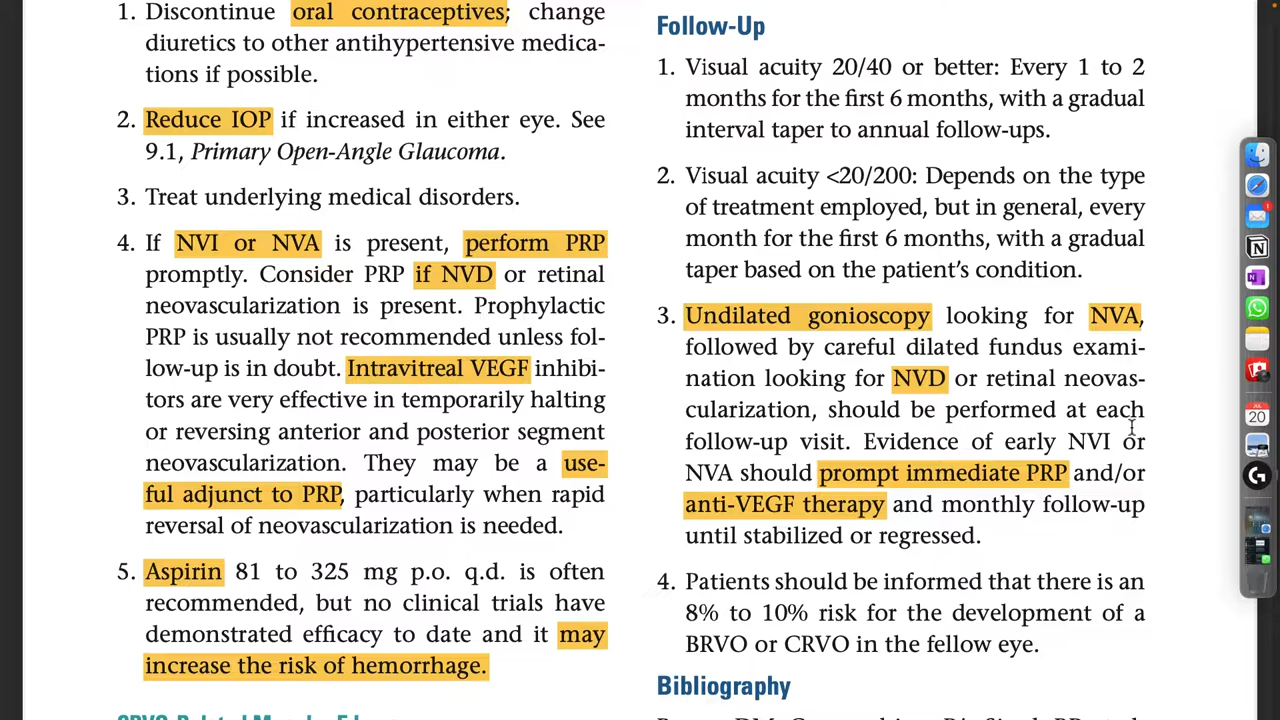 1. Discontinue oral contraceptives; change
diuretics to other antihypertensive medica-
tions if possible.
2. Reduce IOP if increased in either eye. See
9.1, Primary Open-Angle Glaucoma.
3. Treat underlying medical disorders.
4. If NVI or NVA is present, perform PRP
promptly. Consider PRP if NVD or retinal
neovascularization is present. Prophylactic
PRP is usually not recommended unless fol-
low-up is in doubt. Intravitreal VEGF inhibi-
tors are very effective in temporarily halting
or reversing anterior and posterior segment
neovascularization. They may be a use-
ful adjunct to PRP, particularly when rapid
reversal of neovascularization is needed.
5. Aspirin 81 to 325 mg p.o. q.d. is often
recommended, but no clinical trials have
demonstrated efficacy to date and it may
increase the risk of hemorrhage.
Follow-Up
1. Visual acuity 20/40 or better: Every 1 to 2
months for the first 6 months, with a gradual
interval taper to annual follow-ups.
2. Visual acuity <20/200: Depends on the type
of treatment employed, but in general, every
month for the first 6 months, with a gradual
taper based on the patient's condition.
3. Undilated gonioscopy looking for NVA,
followed by careful dilated fundus exami-
nation looking for NVD or retinal neovas-
cularization, should be performed at each
follow-up visit. Evidence of early NVI or
NVA should prompt immediate PRP and/or
anti-VEGF therapy and monthly follow-up
until stabilized or regressed.
4. Patients should be informed that there is an
8% to 10% risk for the development of a
BRVO or CRVO in the fellow eye.
Bibliography
JUL
20